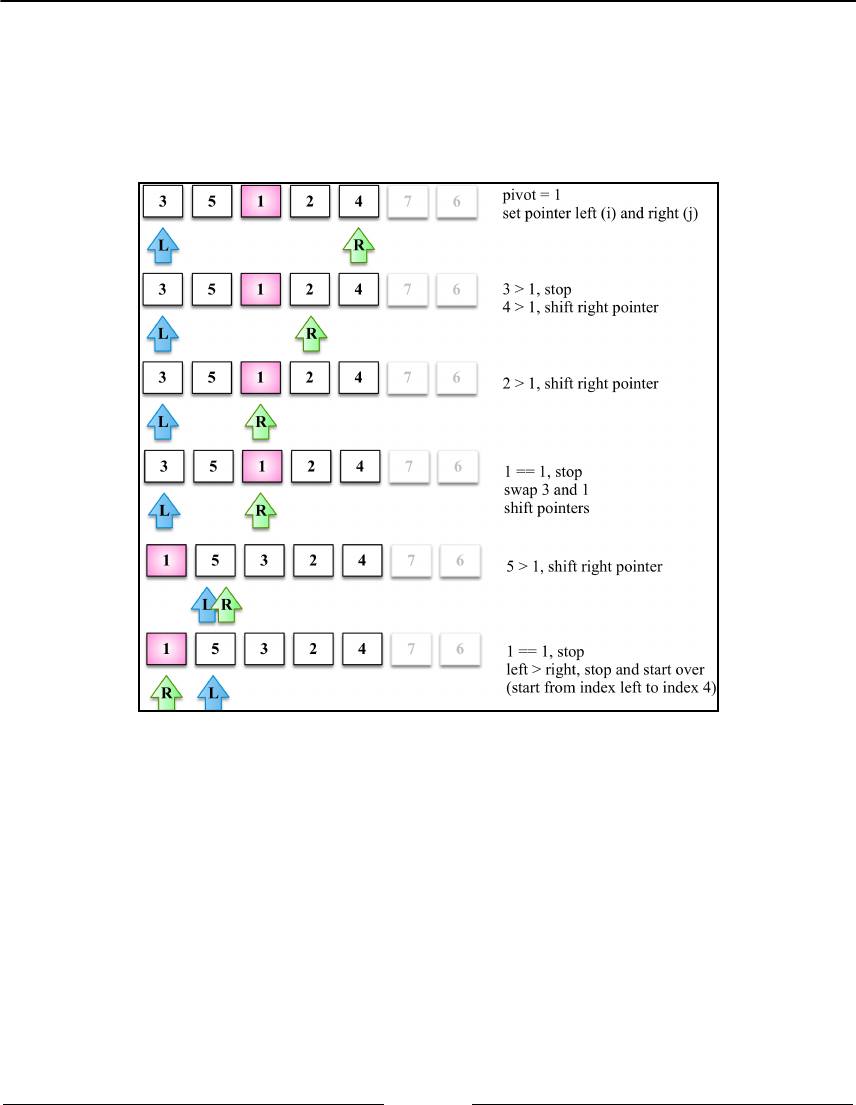 3 5 1 2 4 7 6
pivot = 1
set pointer left (i) and right (j)
L R
3 5 1 2 4 7 6
3 > 1, stop
4 > 1, shift right pointer
L R
3 5 1 2 4 7 6
2 > 1, shift right pointer
L R
3 5 1 2 4 7 6
1 == 1, stop
swap 3 and 1
shift pointers
L R
1 5 3 2 4 7 6
5 > 1, shift right pointer
L R
1 5 3 2 4 7 6
1 == 1, stop
left > right, stop and start over
(start from index left to index 4)
R L